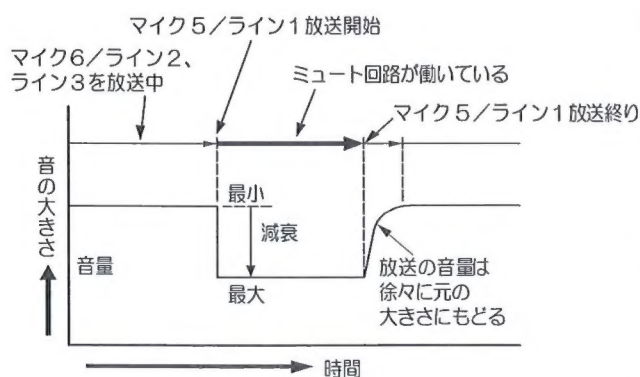 マイク5/ライン1放送開始
マイク6/ライン2、
ライン3を放送中
ミュート回路が働いている
マイク5/ライン1放送終り
音の大きさ
最小
減衰
音量
最大
放送の音量は
徐々に元の
大きさにもどる
時間